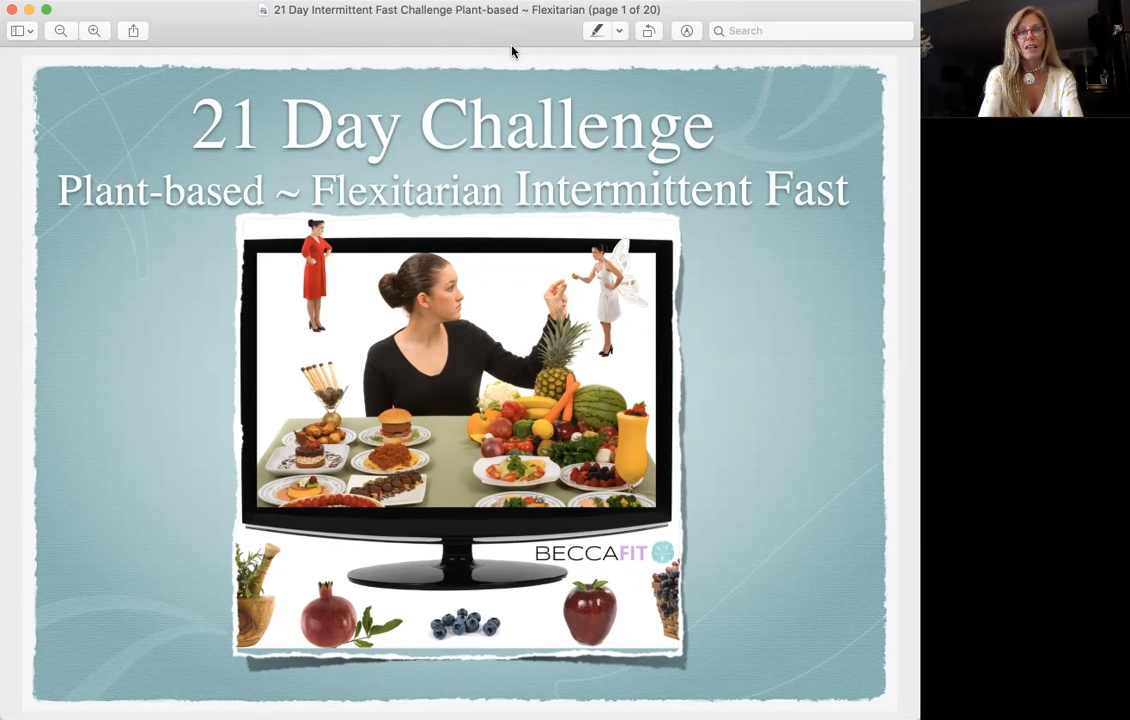 21 Day Intermittent Fast Challenge Plant-based ~ Flexitarian (page 1 of 20)
Search
21 Day Challenge
Plant-based ~ Flexitarian Intermittent Fast
BECCAFIT